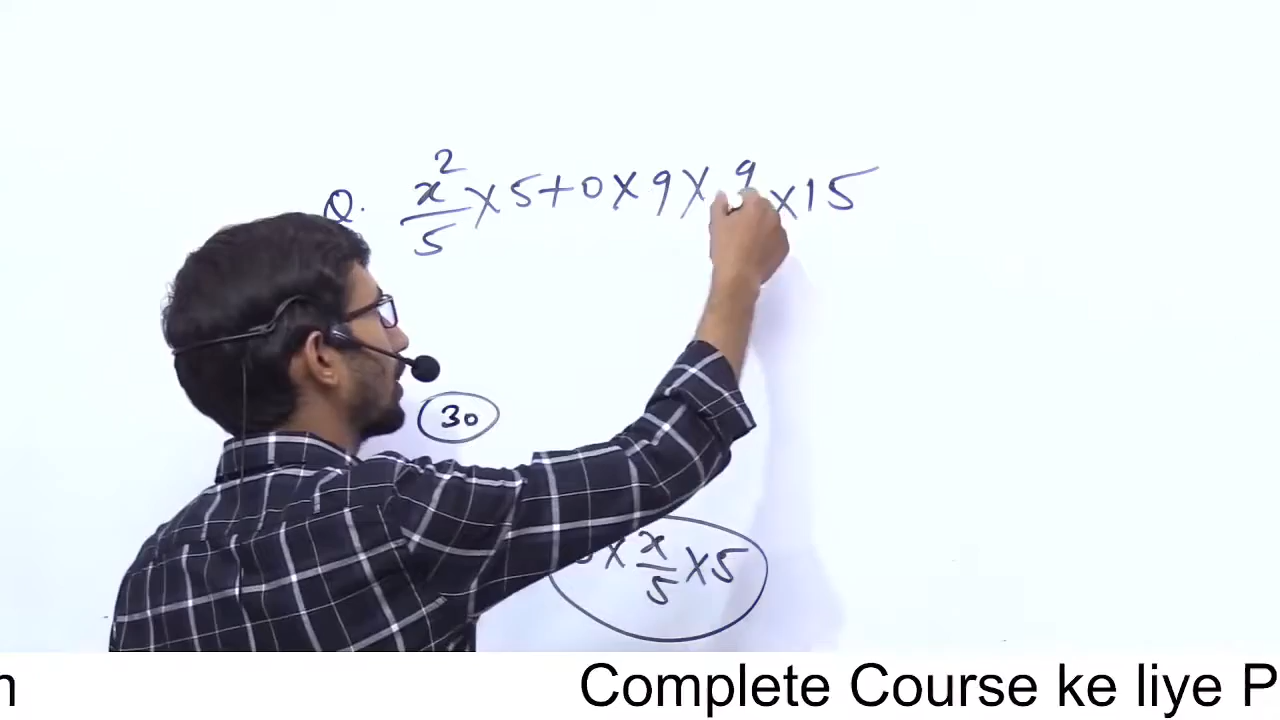 Q. x²/5 × 5 + 0 × 9 × 9 × 15
30
× x/5 × 5
Complete Course ke liye P